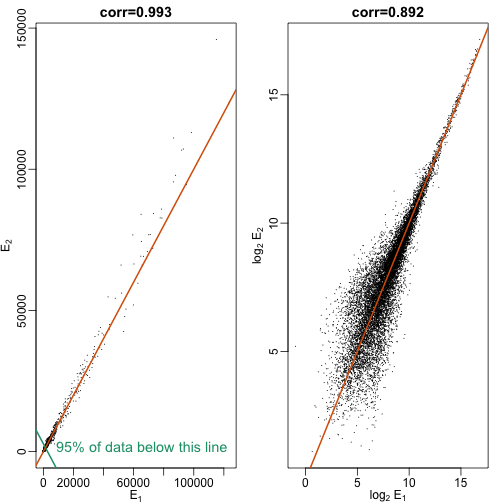 corr=0.993
E₂
150000
100000
50000
0
95% of data below this line
0 20000 60000 100000
E₁
corr=0.892
log₂ E₂
15
10
5
0 5 10 15
log₂ E₁